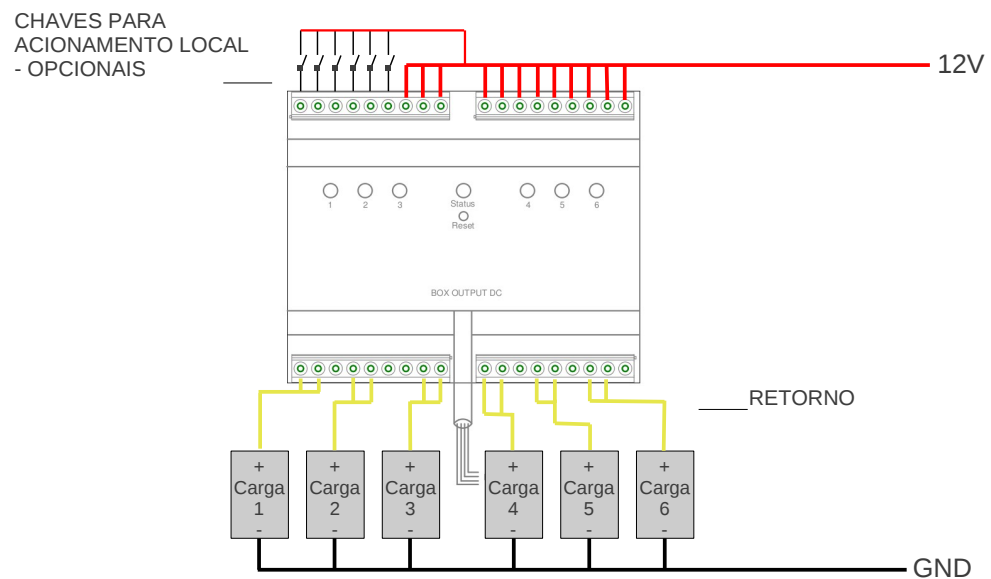 CHAVES PARA
ACIONAMENTO LOCAL
- OPCIONAIS
12V
1 2 3 Status 4 5 6
Reset
BOX OUTPUT DC
RETORNO
+ + + + + +
Carga Carga Carga Carga Carga Carga
1 2 3 4 5 6
- - - - - -
GND